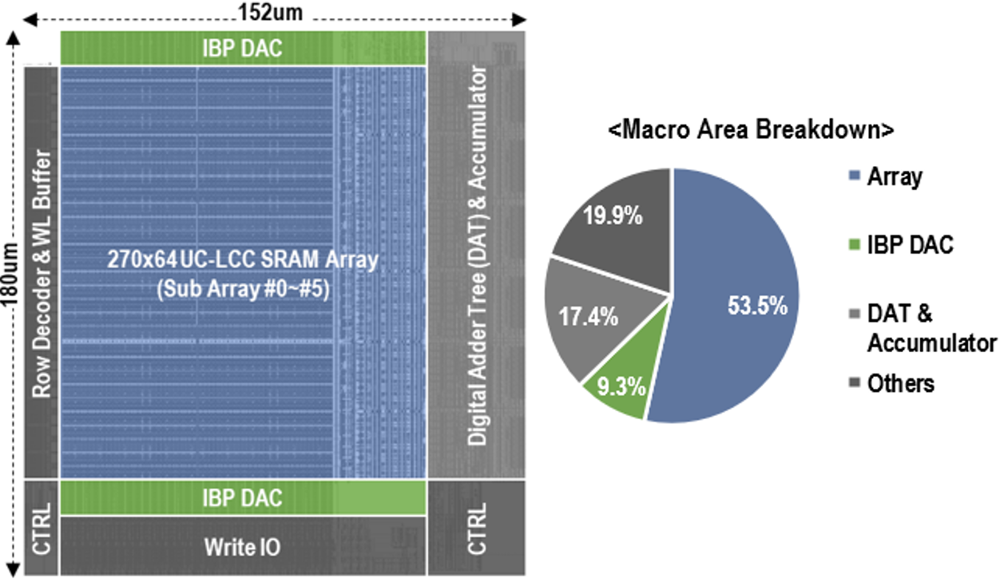 152um
180um
IBP DAC
Row Decoder & WL Buffer
270x64 UC-LCC SRAM Array
(Sub Array #0~#5)
Digital Adder Tree (DAT) & Accumulator
IBP DAC
CTRL
Write IO
CTRL
<Macro Area Breakdown>
19.9%
53.5%
17.4%
9.3%
Array
IBP DAC
DAT &
Accumulator
Others